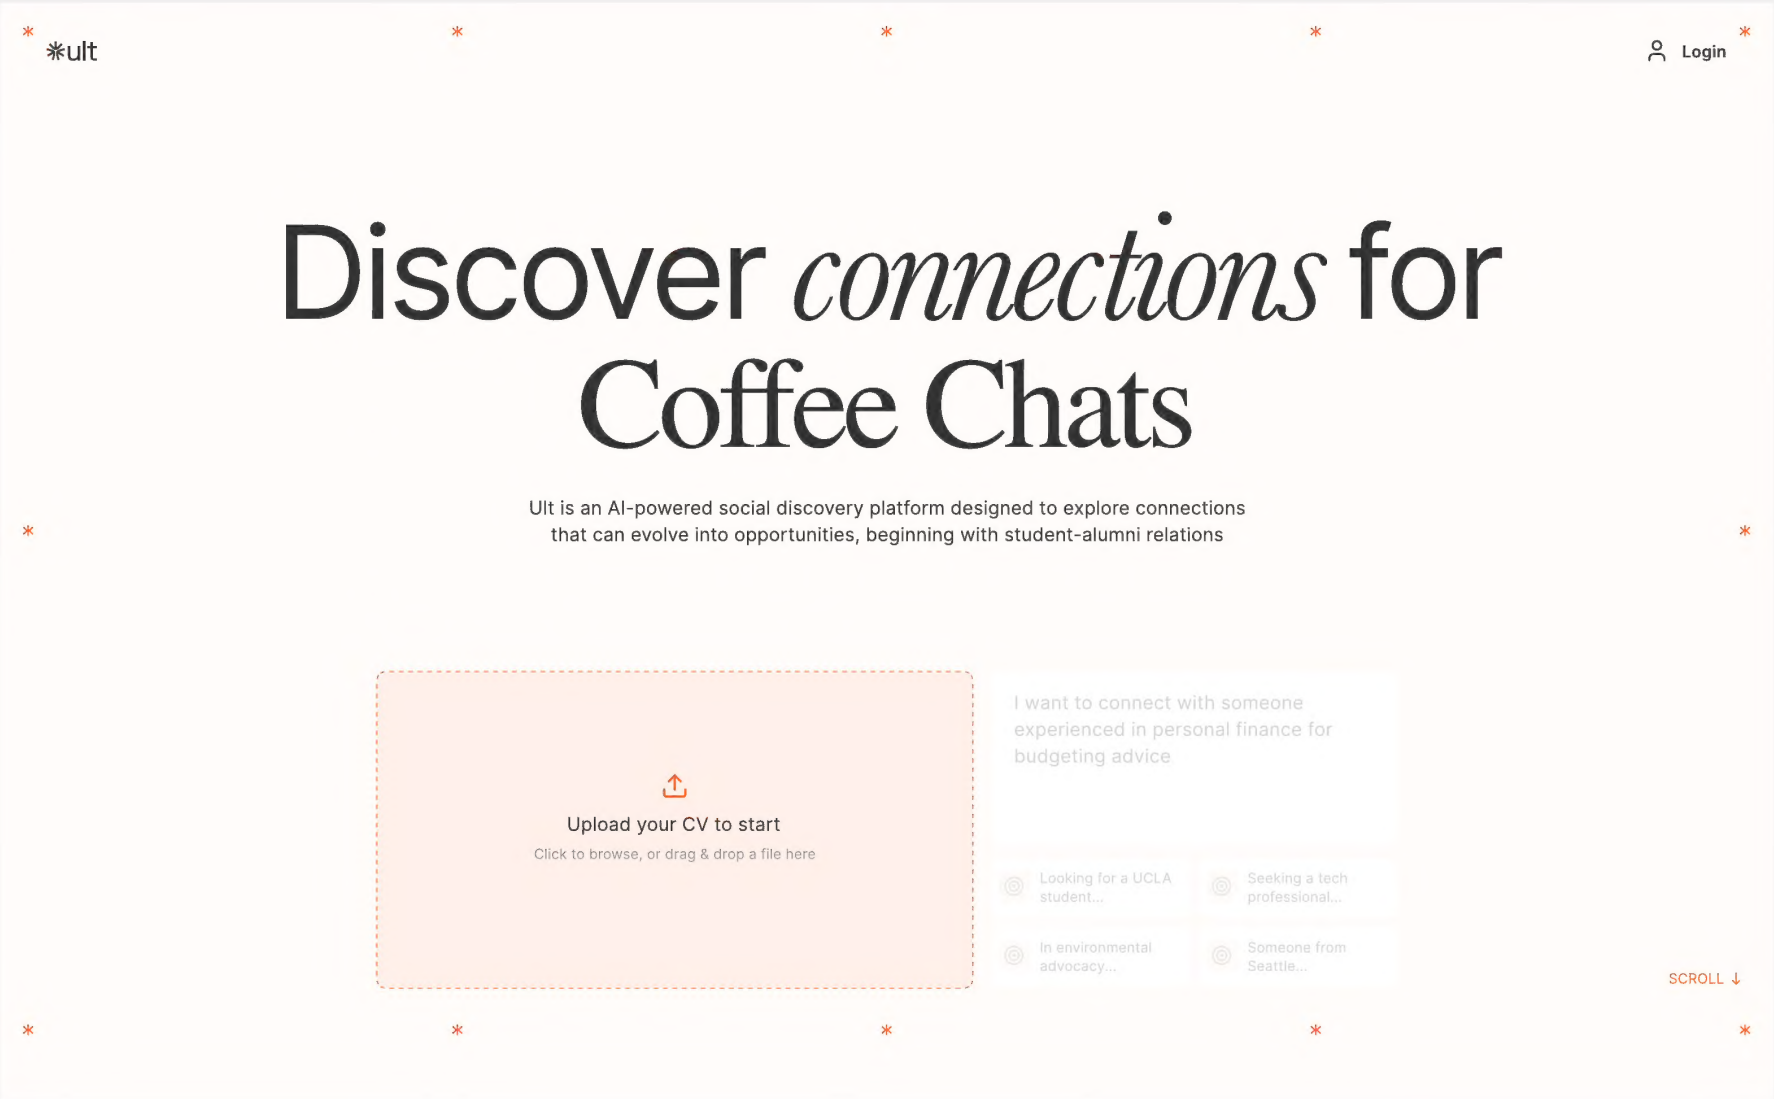 ult
Login
Discover connections for
Coffee Chats
Ult is an AI-powered social discovery platform designed to explore connections
that can evolve into opportunities, beginning with student-alumni relations
Upload your CV to start
Click to browse, or drag & drop a file here
I want to connect with someone
experienced in personal finance for
budgeting advice
Looking for a UCLA
student...
Seeking a tech
professional...
In environmental
advocacy...
Someone from
Seattle...
SCROLL ↓